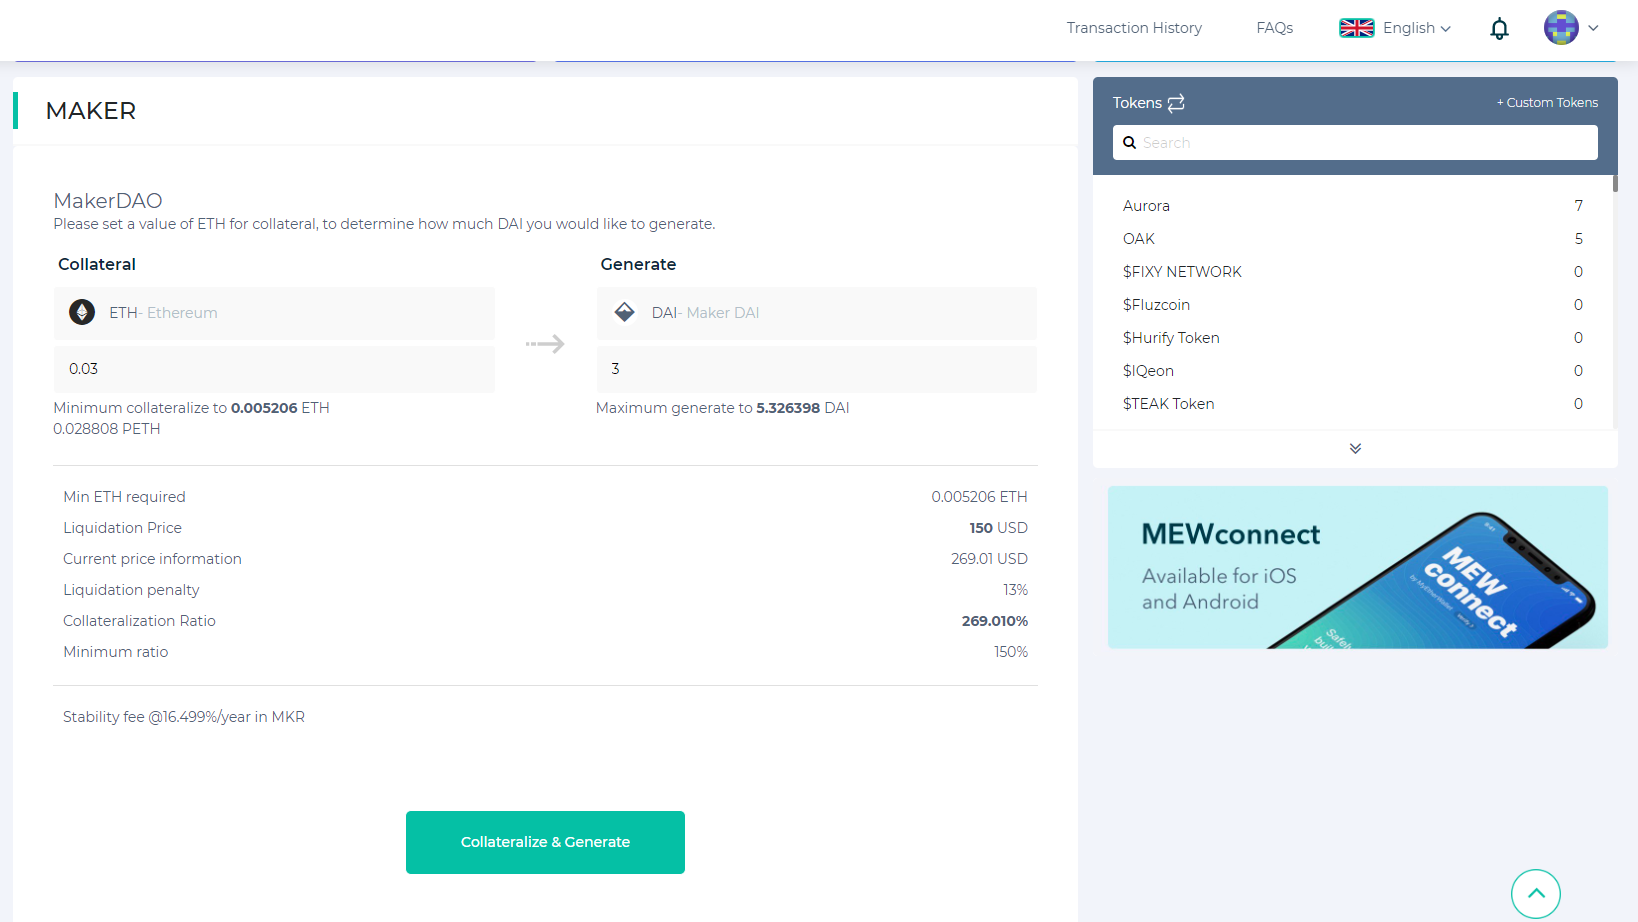 Transaction History
FAQs
English
MAKER
MakerDAO
Please set a value of ETH for collateral, to determine how much DAI you would like to generate.
Collateral
Generate
ETH- Ethereum
DAI- Maker DAI
0.03
3
Minimum collateralize to 0.005206 ETH
0.028808 PETH
Maximum generate to 5.326398 DAI
Min ETH required 0.005206 ETH
Liquidation Price 150 USD
Current price information 269.01 USD
Liquidation penalty 13%
Collateralization Ratio 269.010%
Minimum ratio 150%
Stability fee @16.499%/year in MKR
Collateralize & Generate
Tokens
+ Custom Tokens
Search
Aurora 7
OAK 5
$FIXY NETWORK 0
$Fluzcoin 0
$Hurify Token 0
$IQeon 0
$TEAK Token 0
MEWconnect
Available for iOS
and Android
MEW
connect
by MyEtherWallet
Safely